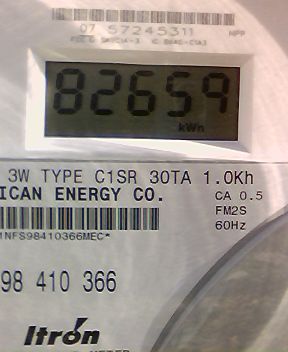 07 57245311
82659
kWh
3W TYPE C1SR 30TA 1.0Kh
ICAN ENERGY CO.
CA 0.5
FM2S
60Hz
1NFS98410366MEC*
98 410 366
Itron